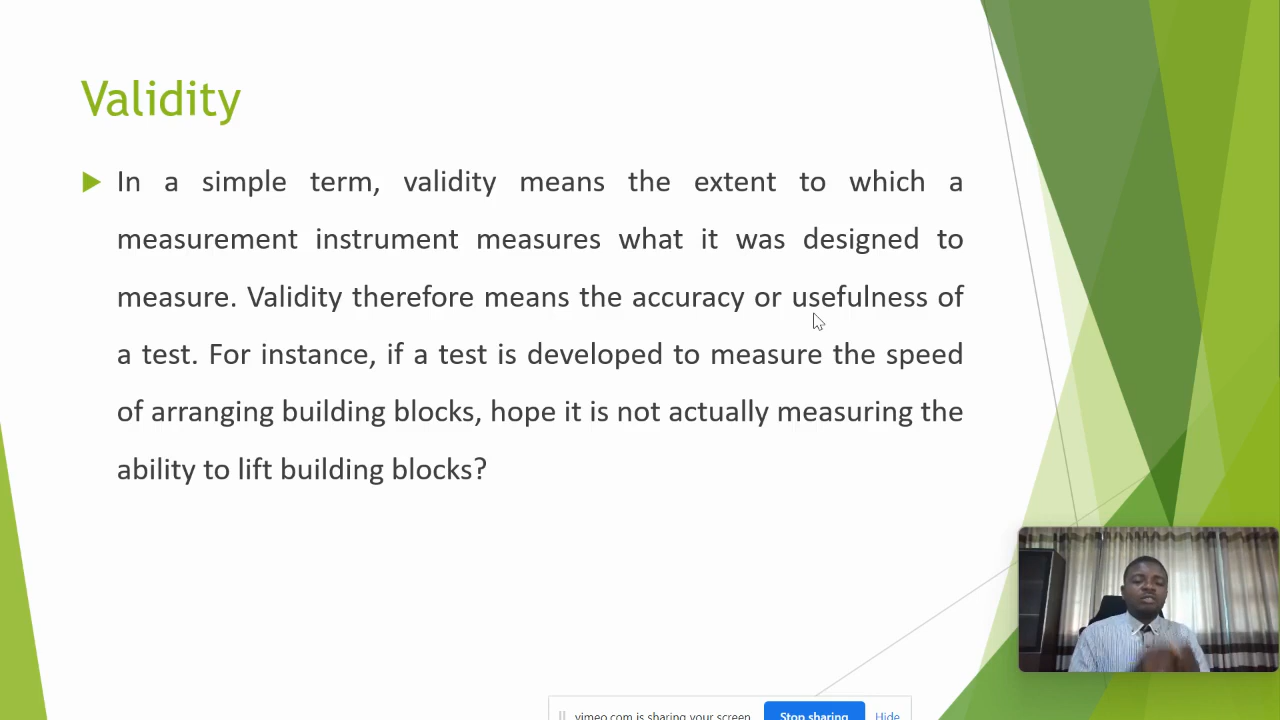 Validity
In a simple term, validity means the extent to which a
measurement instrument measures what it was designed to
measure. Validity therefore means the accuracy or usefulness of
a test. For instance, if a test is developed to measure the speed
of arranging building blocks, hope it is not actually measuring the
ability to lift building blocks?
vimeo.com is sharing your screen. Stop sharing Hide